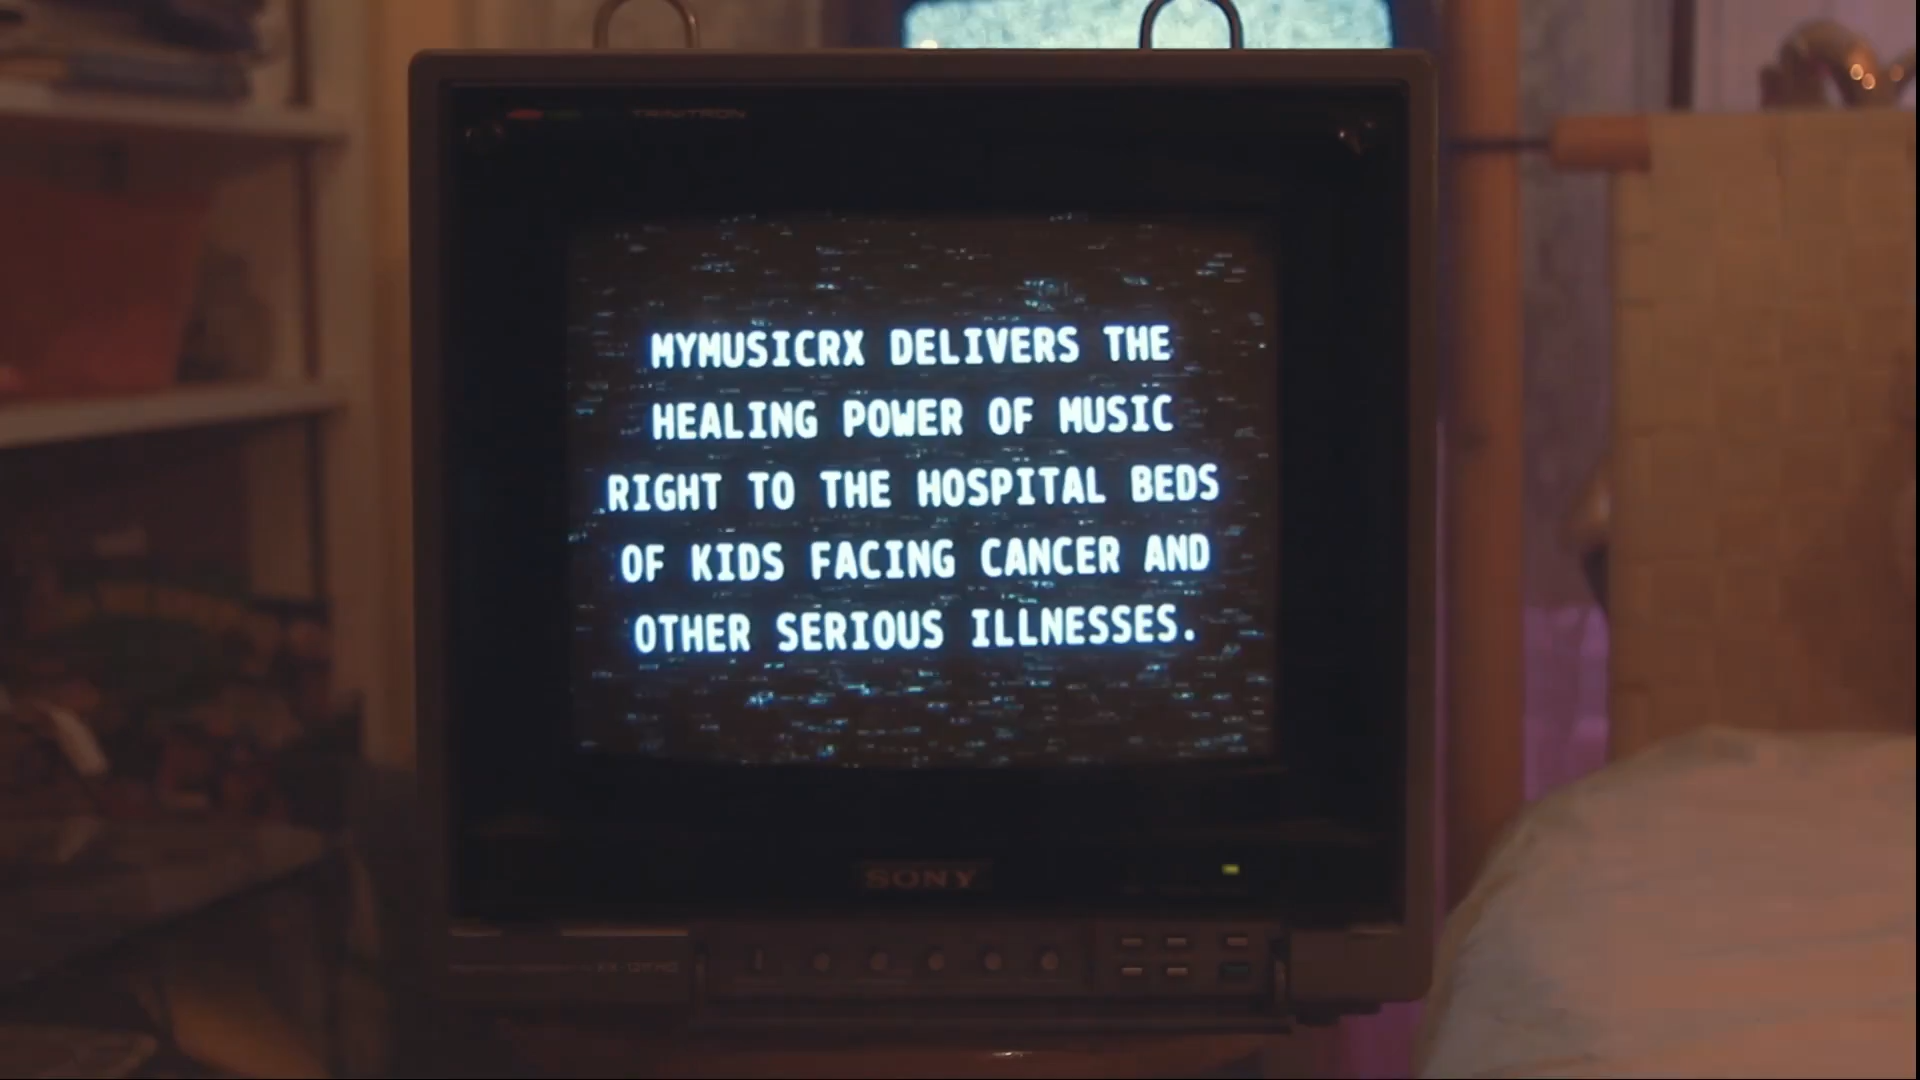 TRINITRON
MYMUSICRX DELIVERS THE
HEALING POWER OF MUSIC
RIGHT TO THE HOSPITAL BEDS
OF KIDS FACING CANCER AND
OTHER SERIOUS ILLNESSES.
SONY